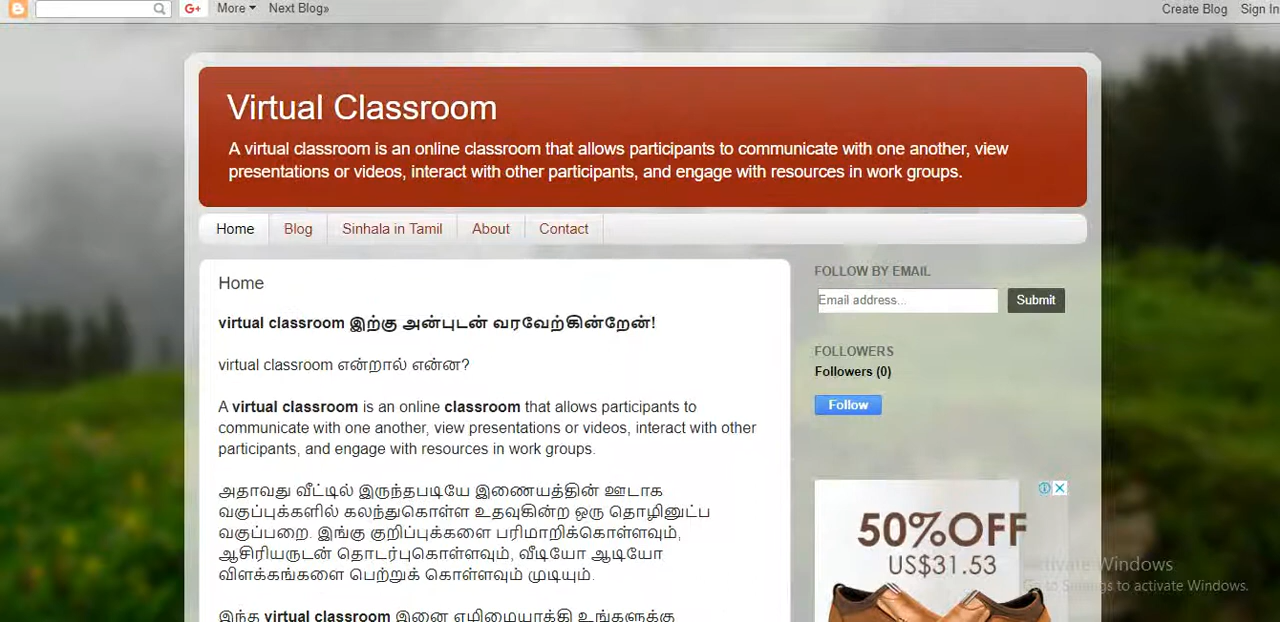 More Next Blog»
Create Blog Sign In
Virtual Classroom
A virtual classroom is an online classroom that allows participants to communicate with one another, view
presentations or videos, interact with other participants, and engage with resources in work groups.
Home Blog Sinhala in Tamil About Contact
Home
virtual classroom இற்கு அன்புடன் வரவேற்கின்றேன்!
virtual classroom என்றால் என்ன?
A virtual classroom is an online classroom that allows participants to
communicate with one another, view presentations or videos, interact with other
participants, and engage with resources in work groups.
அதாவது வீட்டில் இருந்தபடியே இணையத்தின் ஊடாக
வகுப்புக்களில் கலந்துகொள்ள உதவுகின்ற ஒரு தொழினுட்ப
வகுப்பறை. இங்கு குறிப்புக்களை பரிமாறிக்கொள்ளவும்,
ஆசிரியருடன் தொடர்புகொள்ளவும், வீடியோ ஆடியோ
விளக்கங்களை பெற்றுக் கொள்ளவும் முடியும்.
இந்த virtual classroom இனை எமிமையாக்கி உங்களுக்கு
FOLLOW BY EMAIL
Email address... Submit
FOLLOWERS
Followers (0)
Follow
50%OFF
US$31.53
Activate Windows
Go to Settings to activate Windows.